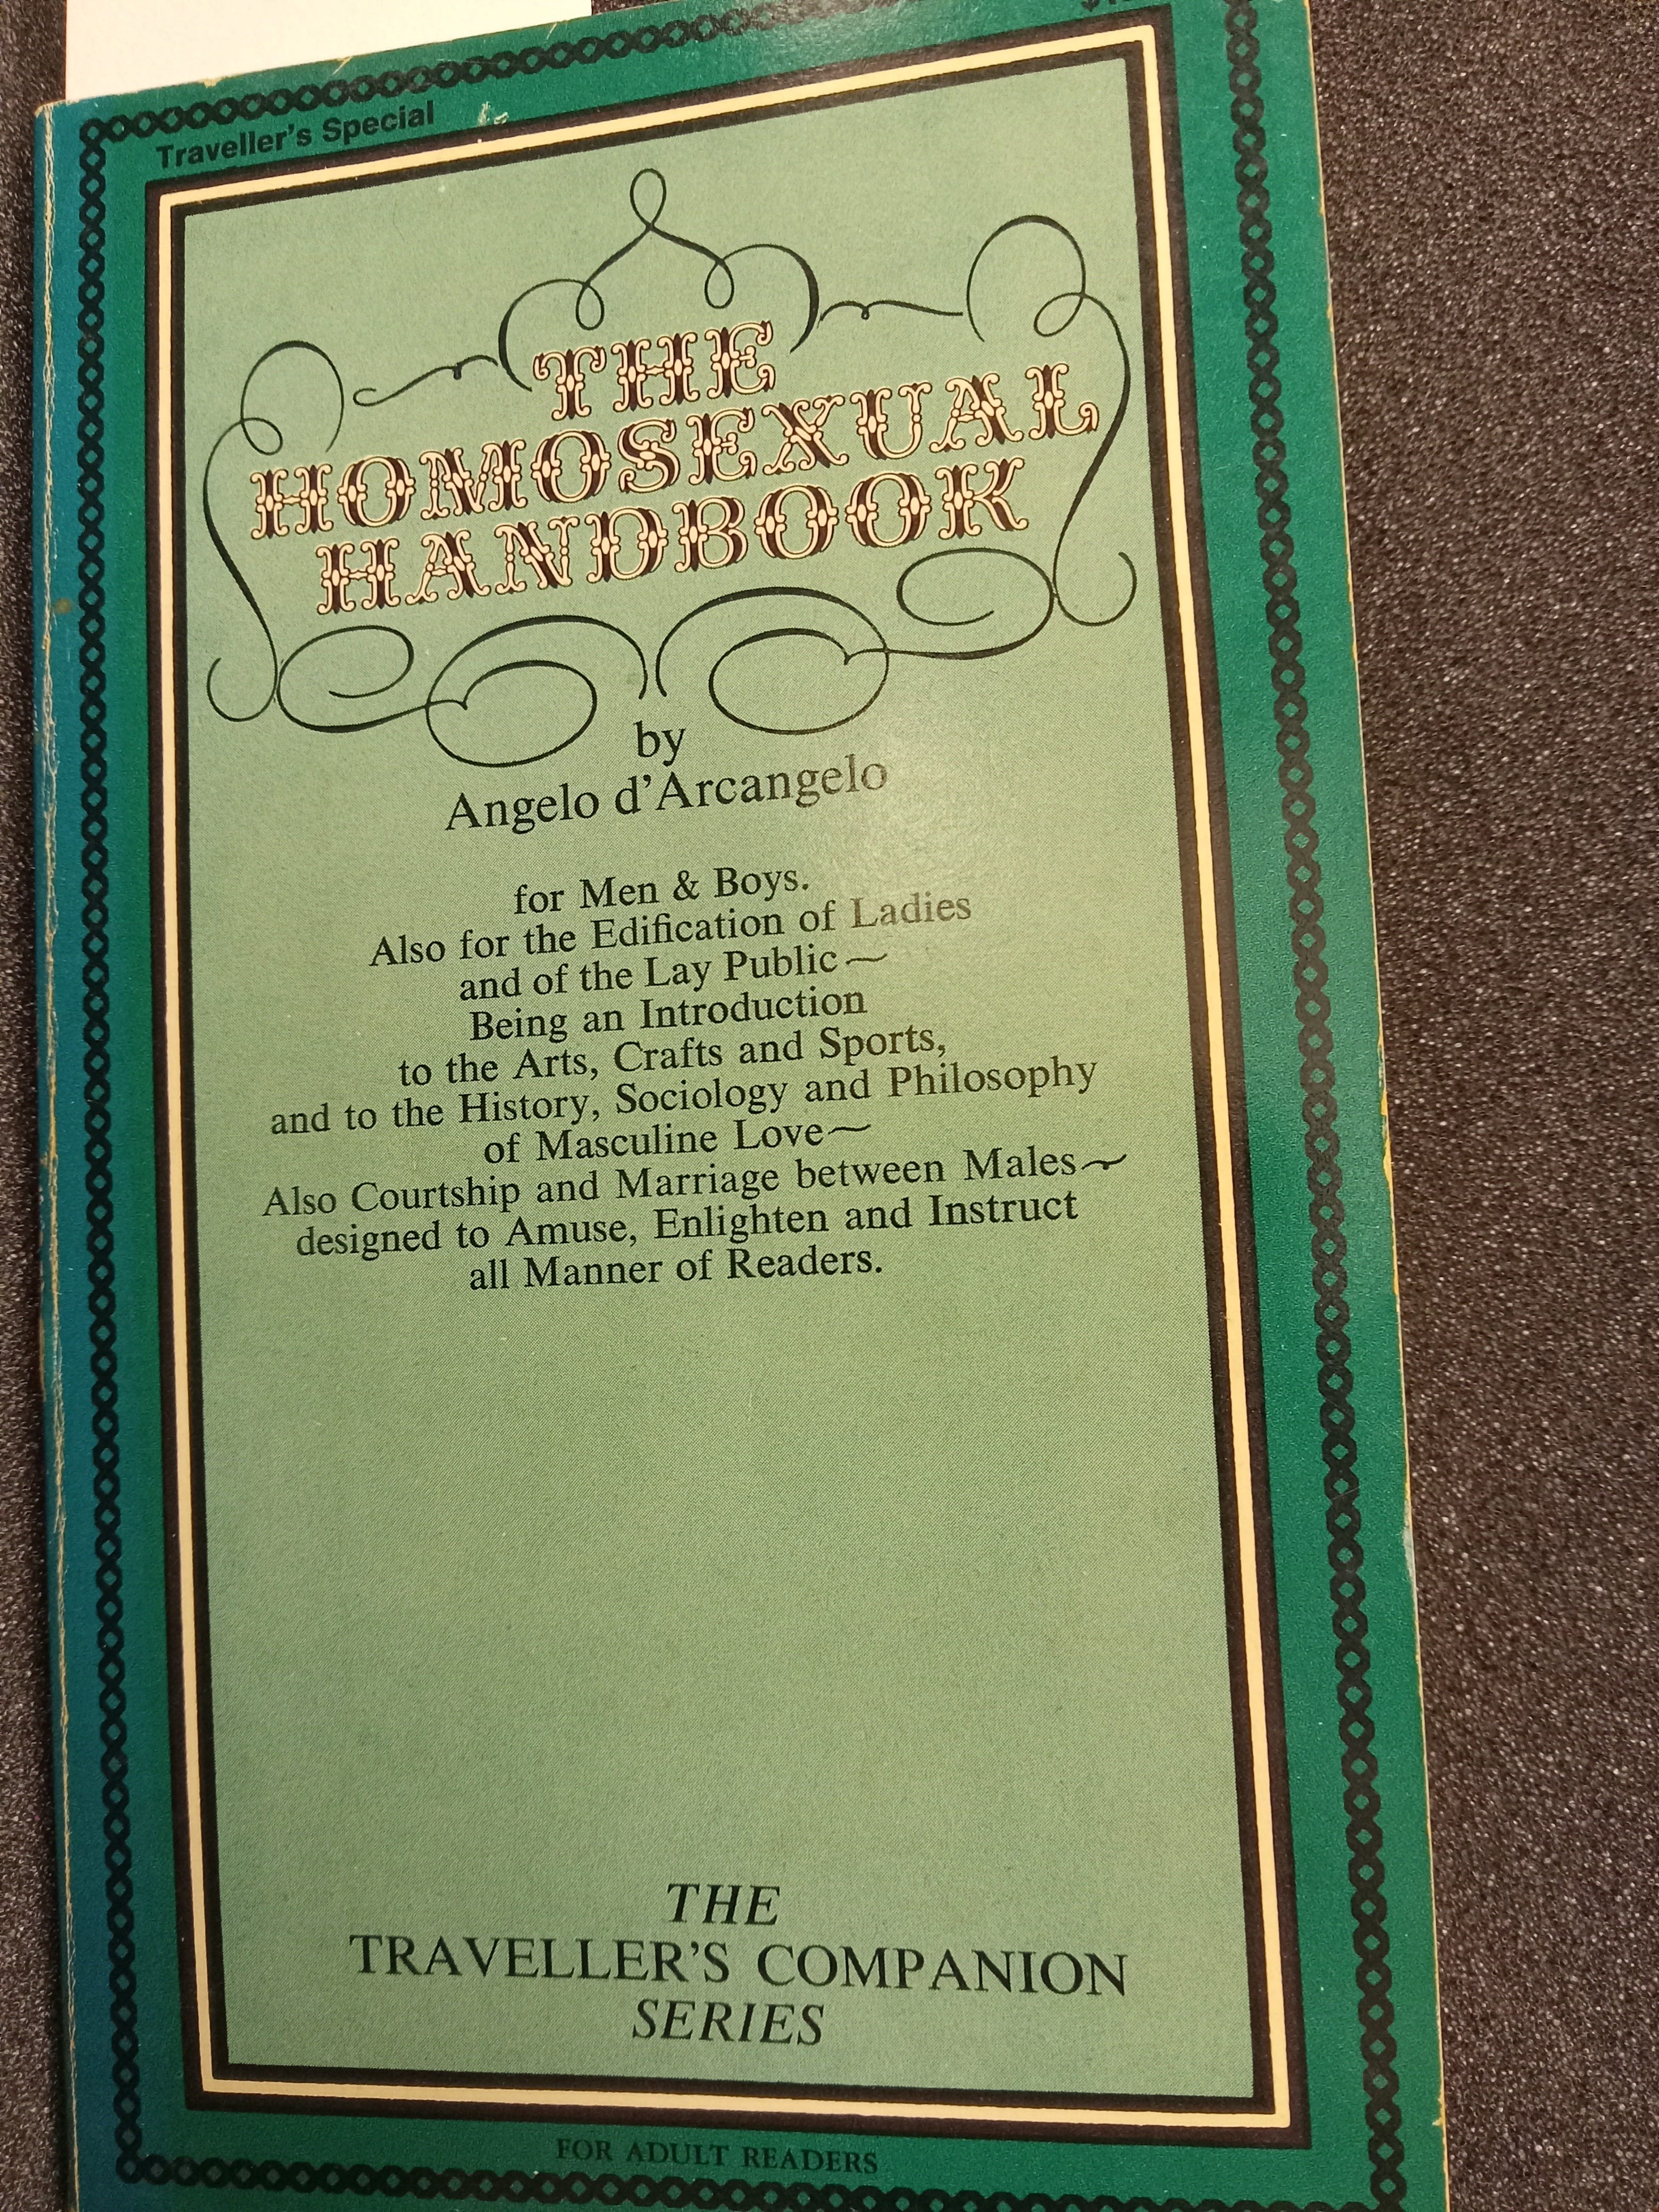 Traveller's Special
THE
HOMOSEXUAL
HANDBOOK
by
Angelo d'Arcangelo
for Men & Boys.
Also for the Edification of Ladies
and of the Lay Public~
Being an Introduction
to the Arts, Crafts and Sports,
and to the History, Sociology and Philosophy
of Masculine Love~
Also Courtship and Marriage between Males~
designed to Amuse, Enlighten and Instruct
all Manner of Readers.
THE
TRAVELLER'S COMPANION
SERIES
FOR ADULT READERS